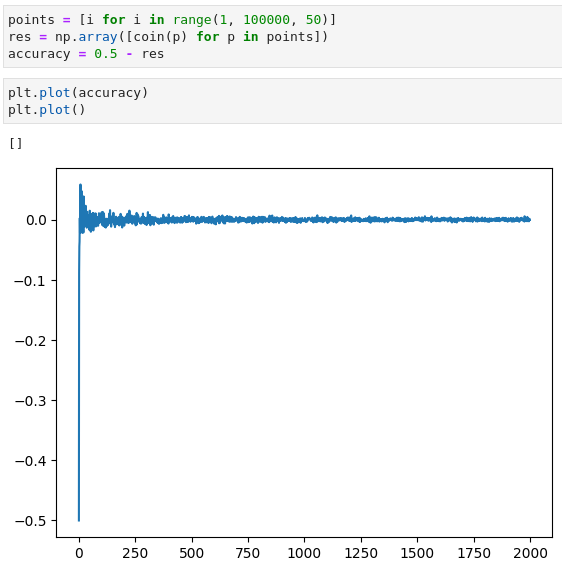 points = [i for i in range(1, 100000, 50)]
res = np.array([coin(p) for p in points])
accuracy = 0.5 - res
plt.plot(accuracy)
plt.plot()
[]
0.0
−0.1
−0.2
−0.3
−0.4
−0.5
0 250 500 750 1000 1250 1500 1750 2000